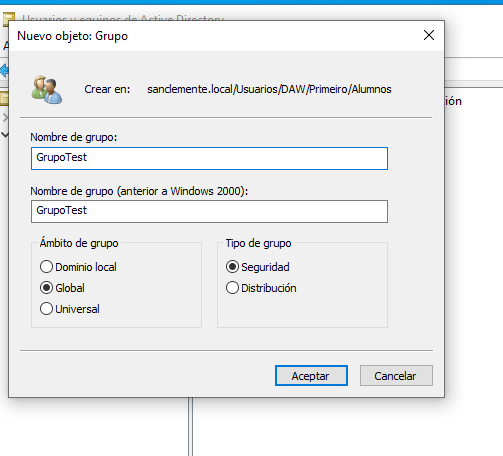 Usuarios y equipos de Active Directory
Nuevo objeto: Grupo
Crear en: sanclemente.local/Usuarios/DAW/Primeiro/Alumnos
Nombre de grupo:
GrupoTest
Nombre de grupo (anterior a Windows 2000):
GrupoTest
Ámbito de grupo
Dominio local
Global
Universal
Tipo de grupo
Seguridad
Distribución
Aceptar
Cancelar